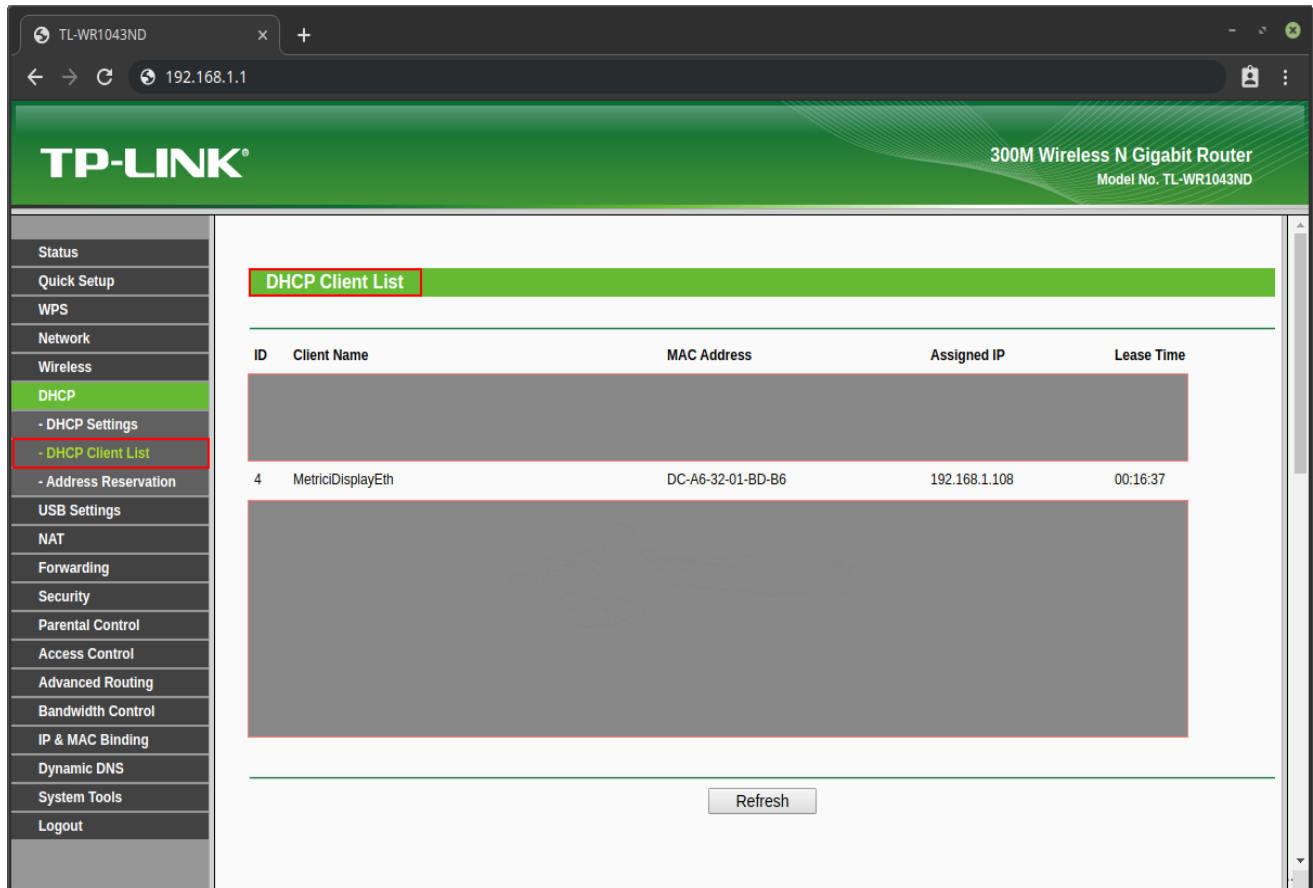 TL-WR1043ND
192.168.1.1
TP-LINK®
300M Wireless N Gigabit Router
Model No. TL-WR1043ND
Status
Quick Setup
WPS
Network
Wireless
DHCP
- DHCP Settings
- DHCP Client List
- Address Reservation
USB Settings
NAT
Forwarding
Security
Parental Control
Access Control
Advanced Routing
Bandwidth Control
IP & MAC Binding
Dynamic DNS
System Tools
Logout
DHCP Client List
ID Client Name MAC Address Assigned IP Lease Time
4 MetriciDisplayEth DC-A6-32-01-BD-B6 192.168.1.108 00:16:37
Refresh